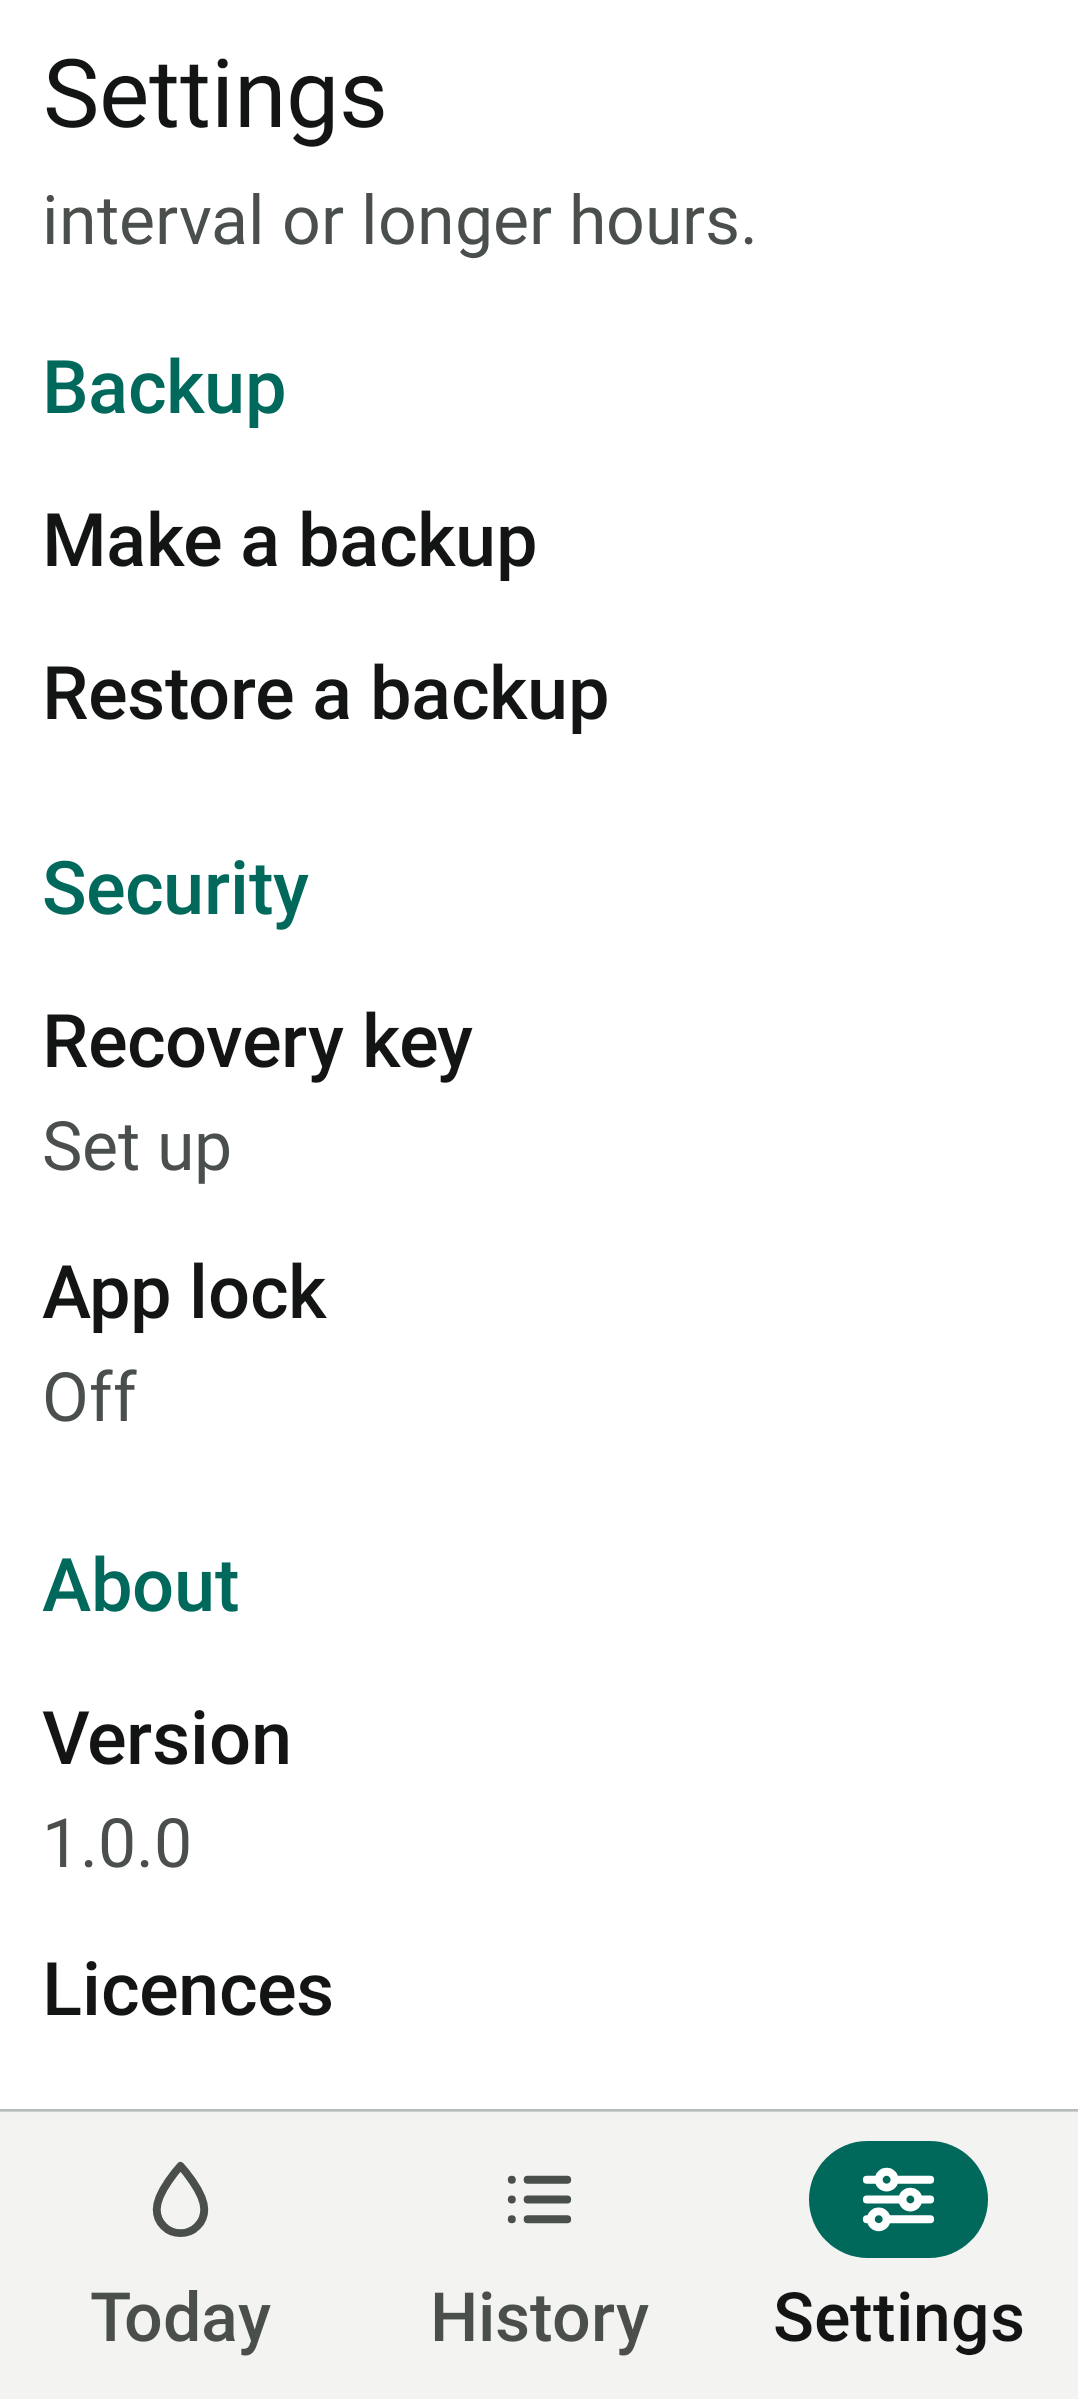 Settings
interval or longer hours.
Backup
Make a backup
Restore a backup
Security
Recovery key
Set up
App lock
Off
About
Version
1.0.0
Licences
Today
History
Settings